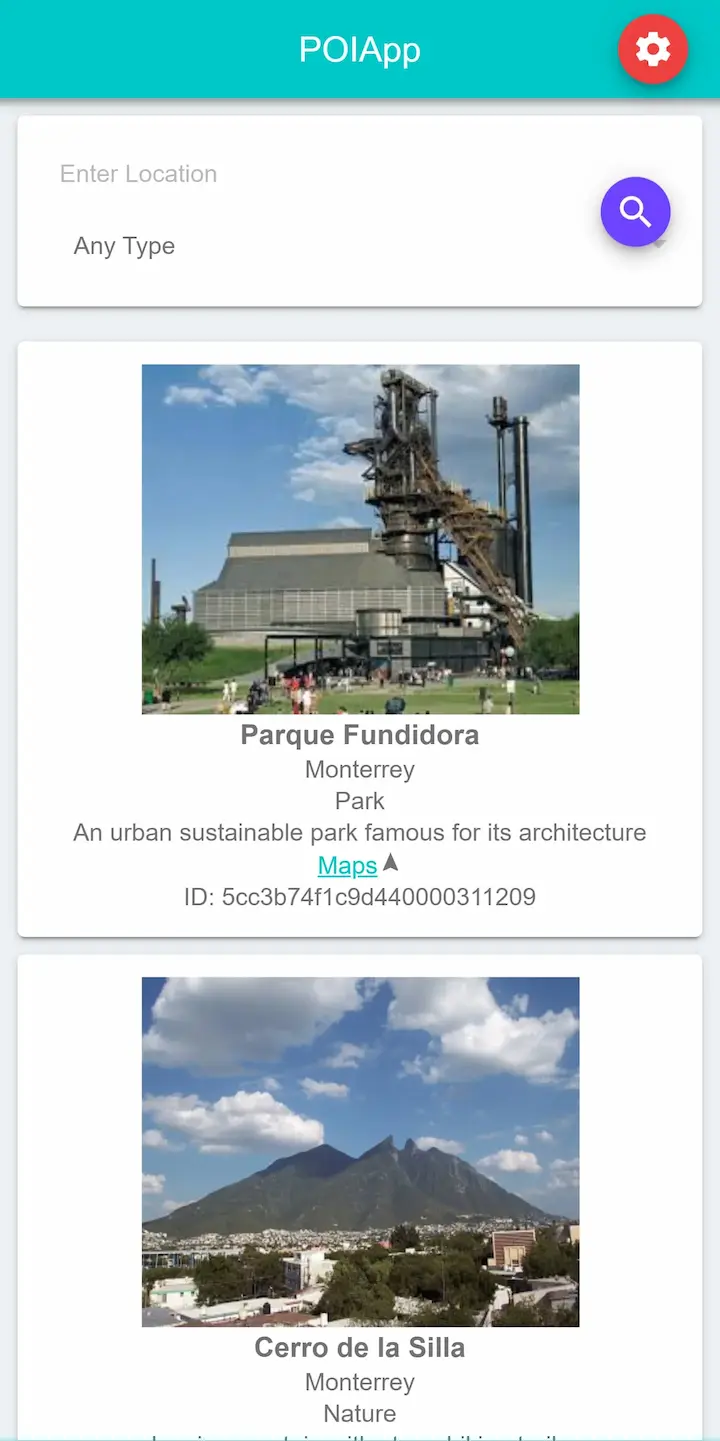 POIApp
Enter Location
Any Type
Parque Fundidora
Monterrey
Park
An urban sustainable park famous for its architecture
Maps
ID: 5cc3b74f1c9d440000311209
Cerro de la Silla
Monterrey
Nature